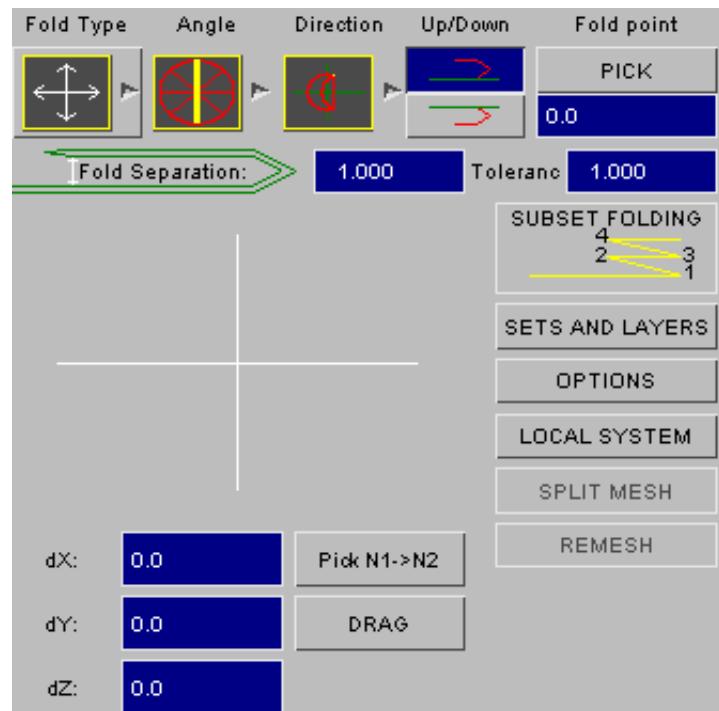 Fold Type Angle Direction Up/Down Fold point
PICK
0.0
Fold Separation: 1.000 Toleranc 1.000
SUBSET FOLDING
4
2 3
1
SETS AND LAYERS
OPTIONS
LOCAL SYSTEM
SPLIT MESH
REMESH
dX: 0.0 Pick N1->N2
dY: 0.0 DRAG
dZ: 0.0